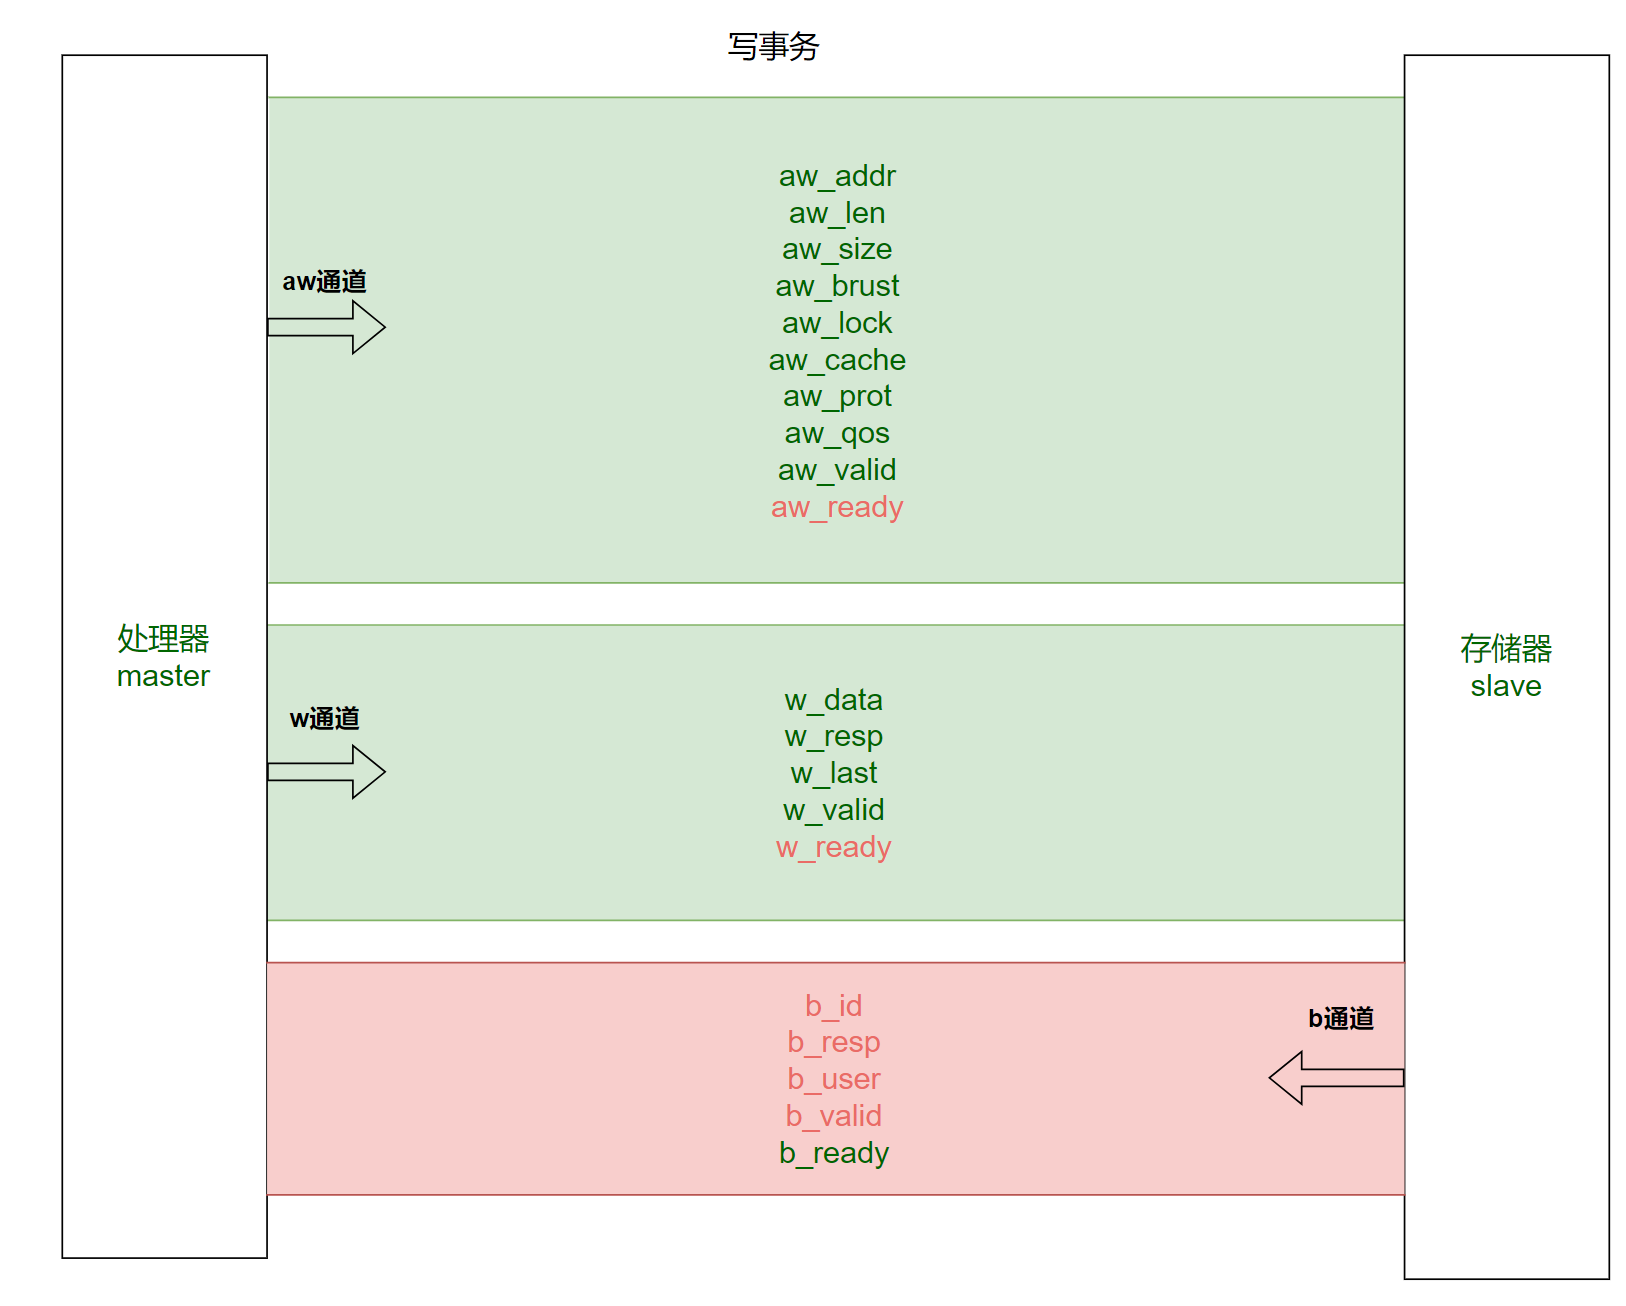 写事务
aw_addr
aw_len
aw_size
aw_brust
aw通道
aw_lock
aw_cache
aw_prot
aw_qos
aw_valid
aw_ready
处理器
master
存储器
slave
w_data
w通道
w_resp
w_last
w_valid
w_ready
b_id
b通道
b_resp
b_user
b_valid
b_ready